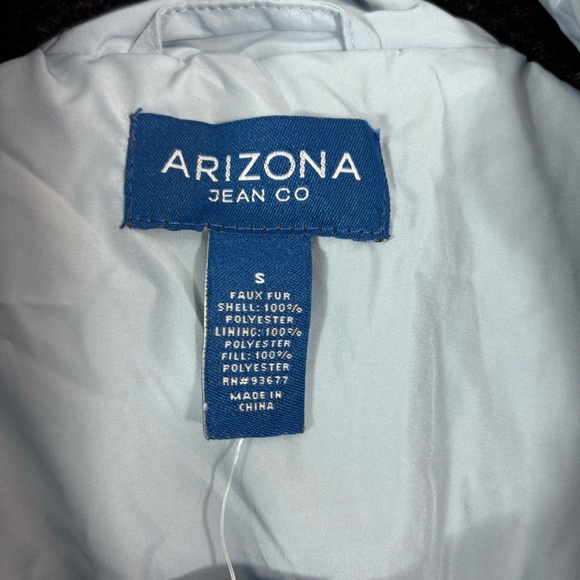 ARIZONA
JEAN CO
S
FAUX FUR
SHELL: 100%
POLYESTER
LINING: 100%
POLYESTER
FILL: 100%
POLYESTER
RN#93677
MADE IN
CHINA